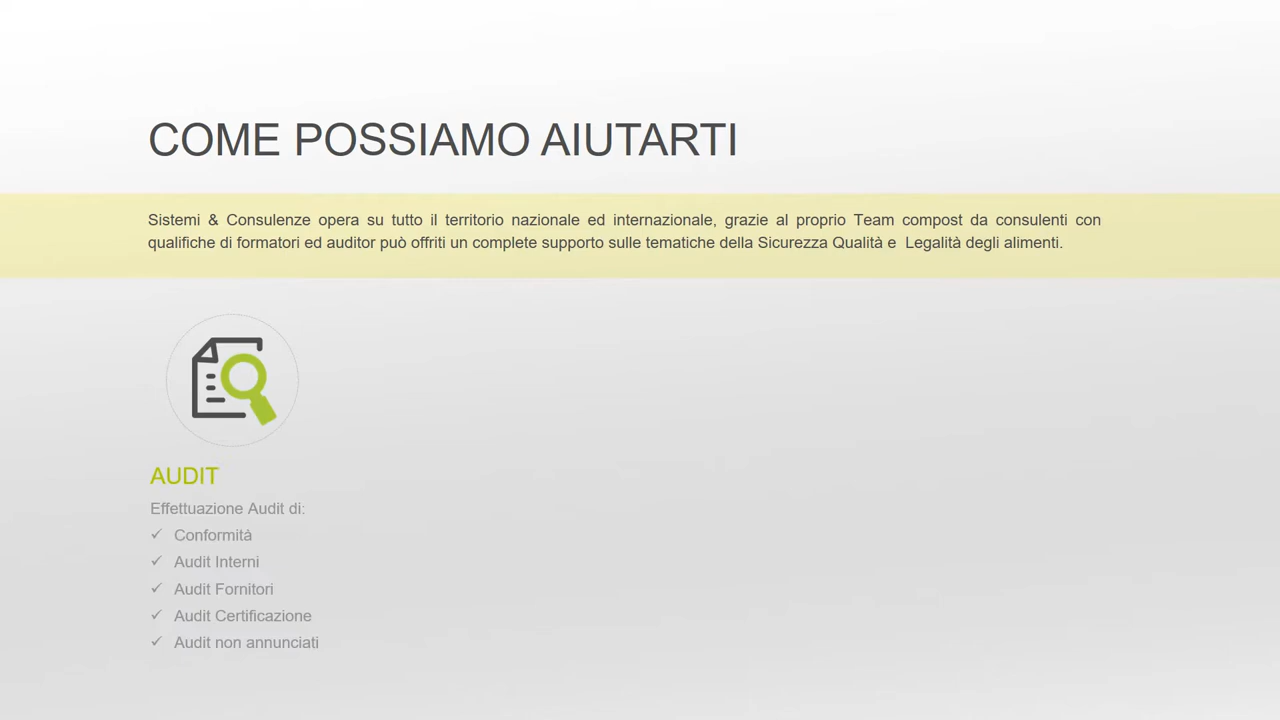 COME POSSIAMO AIUTARTI
Sistemi & Consulenze opera su tutto il territorio nazionale ed internazionale, grazie al proprio Team compost da consulenti con
qualifiche di formatori ed auditor può offriti un complete supporto sulle tematiche della Sicurezza Qualità e  Legalità degli alimenti.
AUDIT
Effettuazione Audit di:
✓ Conformità
✓ Audit Interni
✓ Audit Fornitori
✓ Audit Certificazione
✓ Audit non annunciati